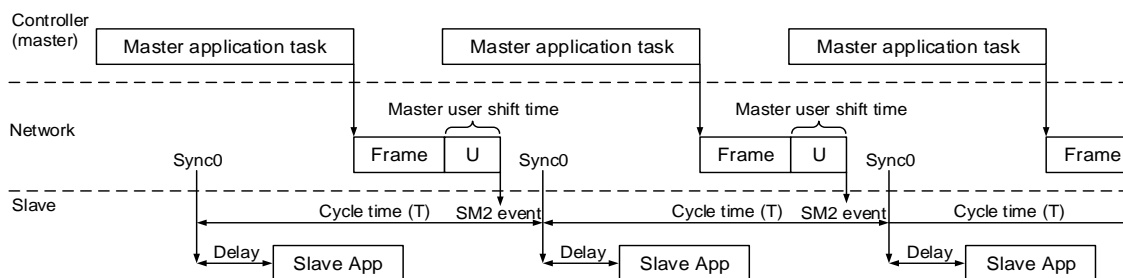 Controller
(master)
Master application task
Master application task
Master application task
Master user shift time
Master user shift time
Network
Frame
U
Frame
U
Frame
Sync0
Sync0
Sync0
Slave
Cycle time (T)
SM2 event
Cycle time (T)
SM2 event
Cycle time (T)
Delay
Slave App
Delay
Slave App
Delay
Slave App